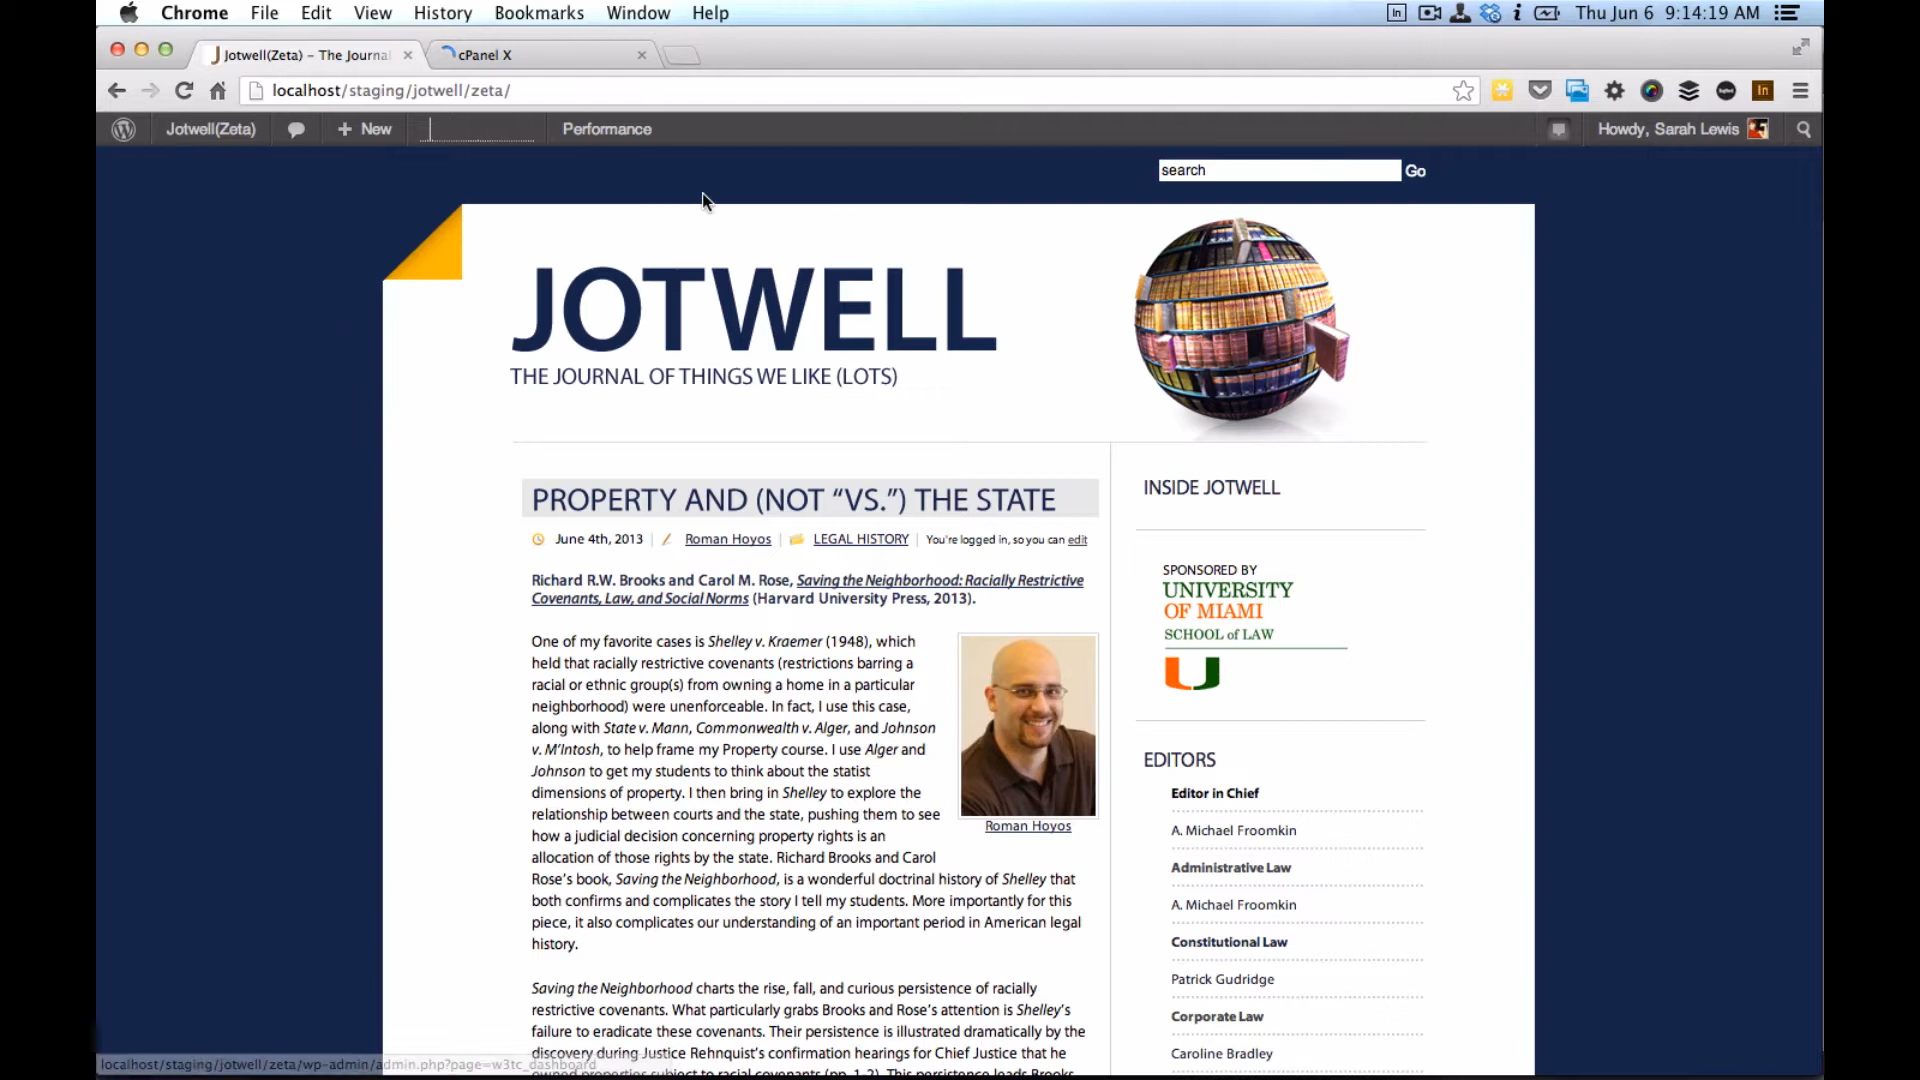 Chrome File Edit View History Bookmarks Window Help Thu Jun 6 9:14:19 AM
Jotwell(Zeta) – The Journal cPanel X
localhost/staging/jotwell/zeta/
Jotwell(Zeta) New Performance Howdy, Sarah Lewis
search Go
JOTWELL
THE JOURNAL OF THINGS WE LIKE (LOTS)
PROPERTY AND (NOT “VS.”) THE STATE
June 4th, 2013 | Roman Hoyos | LEGAL HISTORY | You're logged in, so you can edit
Richard R.W. Brooks and Carol M. Rose, Saving the Neighborhood: Racially Restrictive
Covenants, Law, and Social Norms (Harvard University Press, 2013).
One of my favorite cases is Shelley v. Kraemer (1948), which
held that racially restrictive covenants (restrictions barring a
racial or ethnic group(s) from owning a home in a particular
neighborhood) were unenforceable. In fact, I use this case,
along with State v. Mann, Commonwealth v. Alger, and Johnson
v. M’Intosh, to help frame my Property course. I use Alger and
Johnson to get my students to think about the statist
dimensions of property. I then bring in Shelley to explore the
relationship between courts and the state, pushing them to see
how a judicial decision concerning property rights is an
allocation of those rights by the state. Richard Brooks and Carol
Rose’s book, Saving the Neighborhood, is a wonderful doctrinal history of Shelley that
both confirms and complicates the story I tell my students. More importantly for this
piece, it also complicates our understanding of an important period in American legal
history.
Roman Hoyos
Saving the Neighborhood charts the rise, fall, and curious persistence of racially
restrictive covenants. What particularly grabs Brooks and Rose’s attention is Shelley’s
failure to eradicate these covenants. Their persistence is illustrated dramatically by the
discovery during Justice Rehnquist’s confirmation hearings for Chief Justice that he
owned properties subject to racial covenants (pp. 1-2). This persistence leads Brooks
INSIDE JOTWELL
SPONSORED BY
UNIVERSITY
OF MIAMI
SCHOOL of LAW
U
EDITORS
Editor in Chief
A. Michael Froomkin
Administrative Law
A. Michael Froomkin
Constitutional Law
Patrick Gudridge
Corporate Law
Caroline Bradley
localhost/staging/jotwell/zeta/wp-admin/admin.php?page=w3tc_dashboard